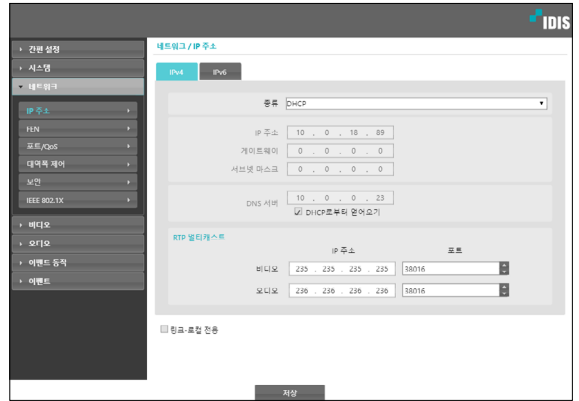 IDIS
간편 설정
시스템
네트워크
IP 주소
FEN
포트/QoS
대역폭 제어
보안
IEEE 802.1X
비디오
오디오
이벤트 동작
이벤트
네트워크 / IP 주소
IPv4 IPv6
종류 DHCP
IP 주소 10 . 0 . 18 . 89
게이트웨이 0 . 0 . 0 . 0
서브넷 마스크 0 . 0 . 0 . 0
DNS 서버 10 . 0 . 0 . 23
DHCP로부터 얻어오기
RTP 멀티캐스트
IP 주소 포트
비디오 235 . 235 . 235 . 235 38016
오디오 236 . 236 . 236 . 236 38016
링크-로컬 전용
저장